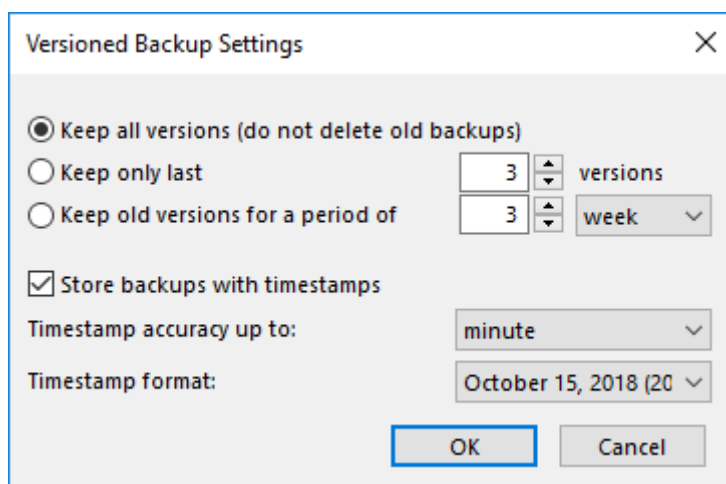 Versioned Backup Settings
Keep all versions (do not delete old backups)
Keep only last 3 versions
Keep old versions for a period of 3 week
Store backups with timestamps
Timestamp accuracy up to: minute
Timestamp format: October 15, 2018 (20
OK Cancel